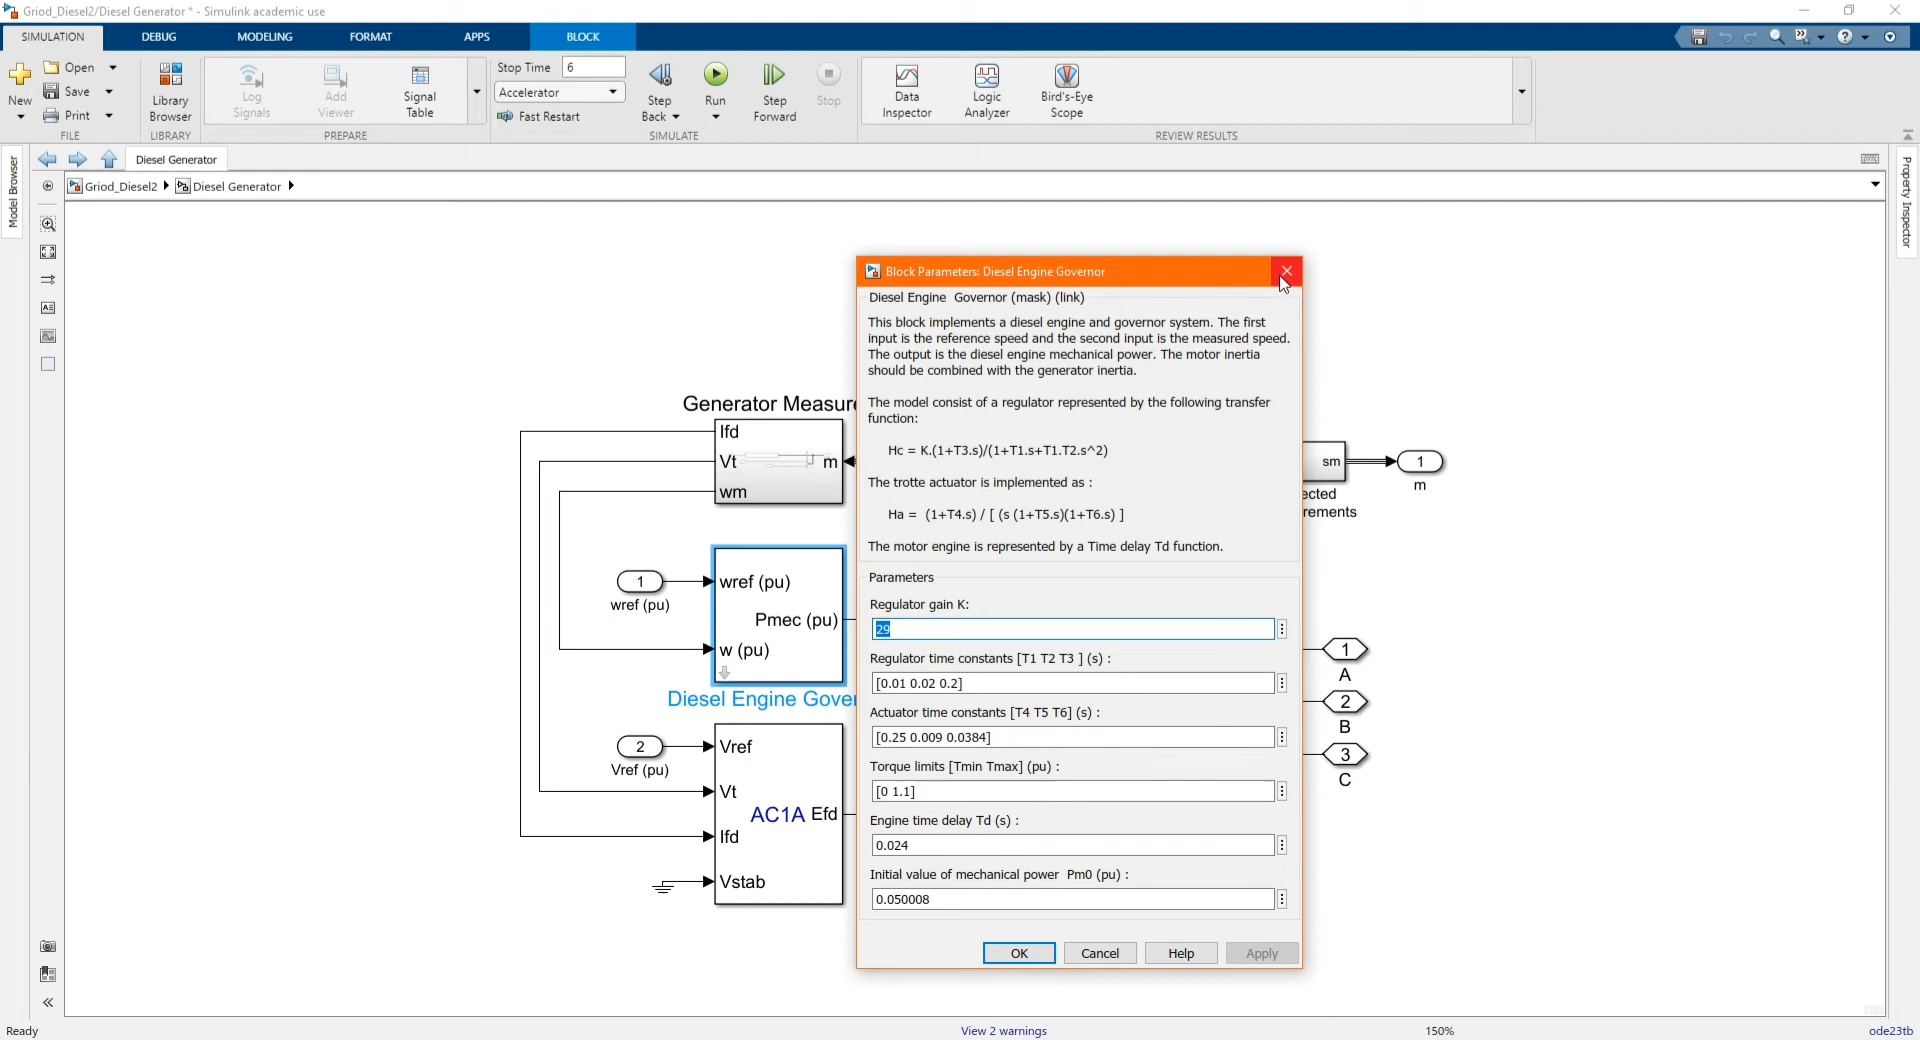 Griod_Diesel2/Diesel Generator * - Simulink academic use
SIMULATION
DEBUG
MODELING
FORMAT
APPS
BLOCK
New
Open
Save
Print
FILE
Library
Browser
LIBRARY
Log
Signals
Add
Viewer
Signal
Table
PREPARE
Stop Time 6
Accelerator
Fast Restart
Step
Back
Run
Step
Forward
Stop
SIMULATE
Data
Inspector
Logic
Analyzer
Bird's-Eye
Scope
REVIEW RESULTS
Model Browser
Diesel Generator
Property Inspector
Griod_Diesel2
Diesel Generator
Generator Measure
Ifd
Vt
m
wm
1
wref (pu)
wref (pu)
Pmec (pu)
w (pu)
Diesel Engine Gover
2
Vref (pu)
Vref
Vt
AC1A Efd
Ifd
Vstab
Block Parameters: Diesel Engine Governor
Diesel Engine Governor (mask) (link)
This block implements a diesel engine and governor system. The first
input is the reference speed and the second input is the measured speed.
The output is the diesel engine mechanical power. The motor inertia
should be combined with the generator inertia.
The model consist of a regulator represented by the following transfer
function:
Hc = K.(1+T3.s)/(1+T1.s+T1.T2.s^2)
The trotte actuator is implemented as :
Ha = (1+T4.s) / [ (s (1+T5.s)(1+T6.s) ]
The motor engine is represented by a Time delay Td function.
Parameters
Regulator gain K:
29
Regulator time constants [T1 T2 T3 ] (s) :
[0.01 0.02 0.2]
Actuator time constants [T4 T5 T6] (s) :
[0.25 0.009 0.0384]
Torque limits [Tmin Tmax] (pu) :
[0 1.1]
Engine time delay Td (s) :
0.024
Initial value of mechanical power Pm0 (pu) :
0.050008
OK
Cancel
Help
Apply
sm
1
m
ected
rements
1
A
2
B
3
C
Ready
View 2 warnings
150%
ode23tb